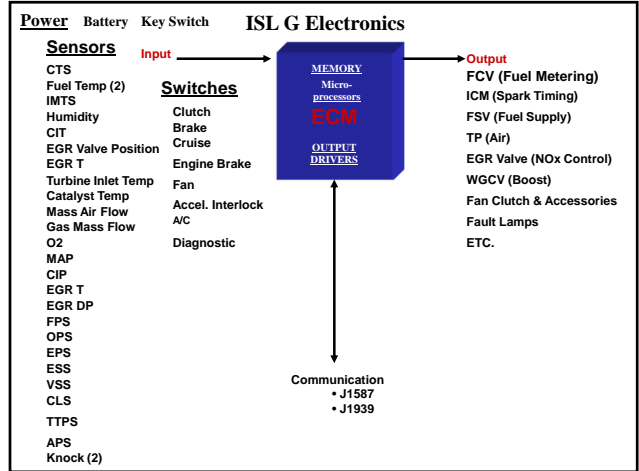 Power Battery Key Switch
ISL G Electronics
Sensors
CTS
Fuel Temp (2)
IMTS
Humidity
CIT
EGR Valve Position
EGR T
Turbine Inlet Temp
Catalyst Temp
Mass Air Flow
Gas Mass Flow
O2
MAP
CIP
EGR T
EGR DP
FPS
OPS
EPS
ESS
VSS
CLS
TTPS
APS
Knock (2)
Input
Switches
Clutch
Brake
Cruise
Engine Brake
Fan
Accel. Interlock
A/C
Diagnostic
MEMORY
Micro-
processors
ECM
OUTPUT
DRIVERS
Output
FCV (Fuel Metering)
ICM (Spark Timing)
FSV (Fuel Supply)
TP (Air)
EGR Valve (NOx Control)
WGCV (Boost)
Fan Clutch & Accessories
Fault Lamps
ETC.
Communication
• J1587
• J1939